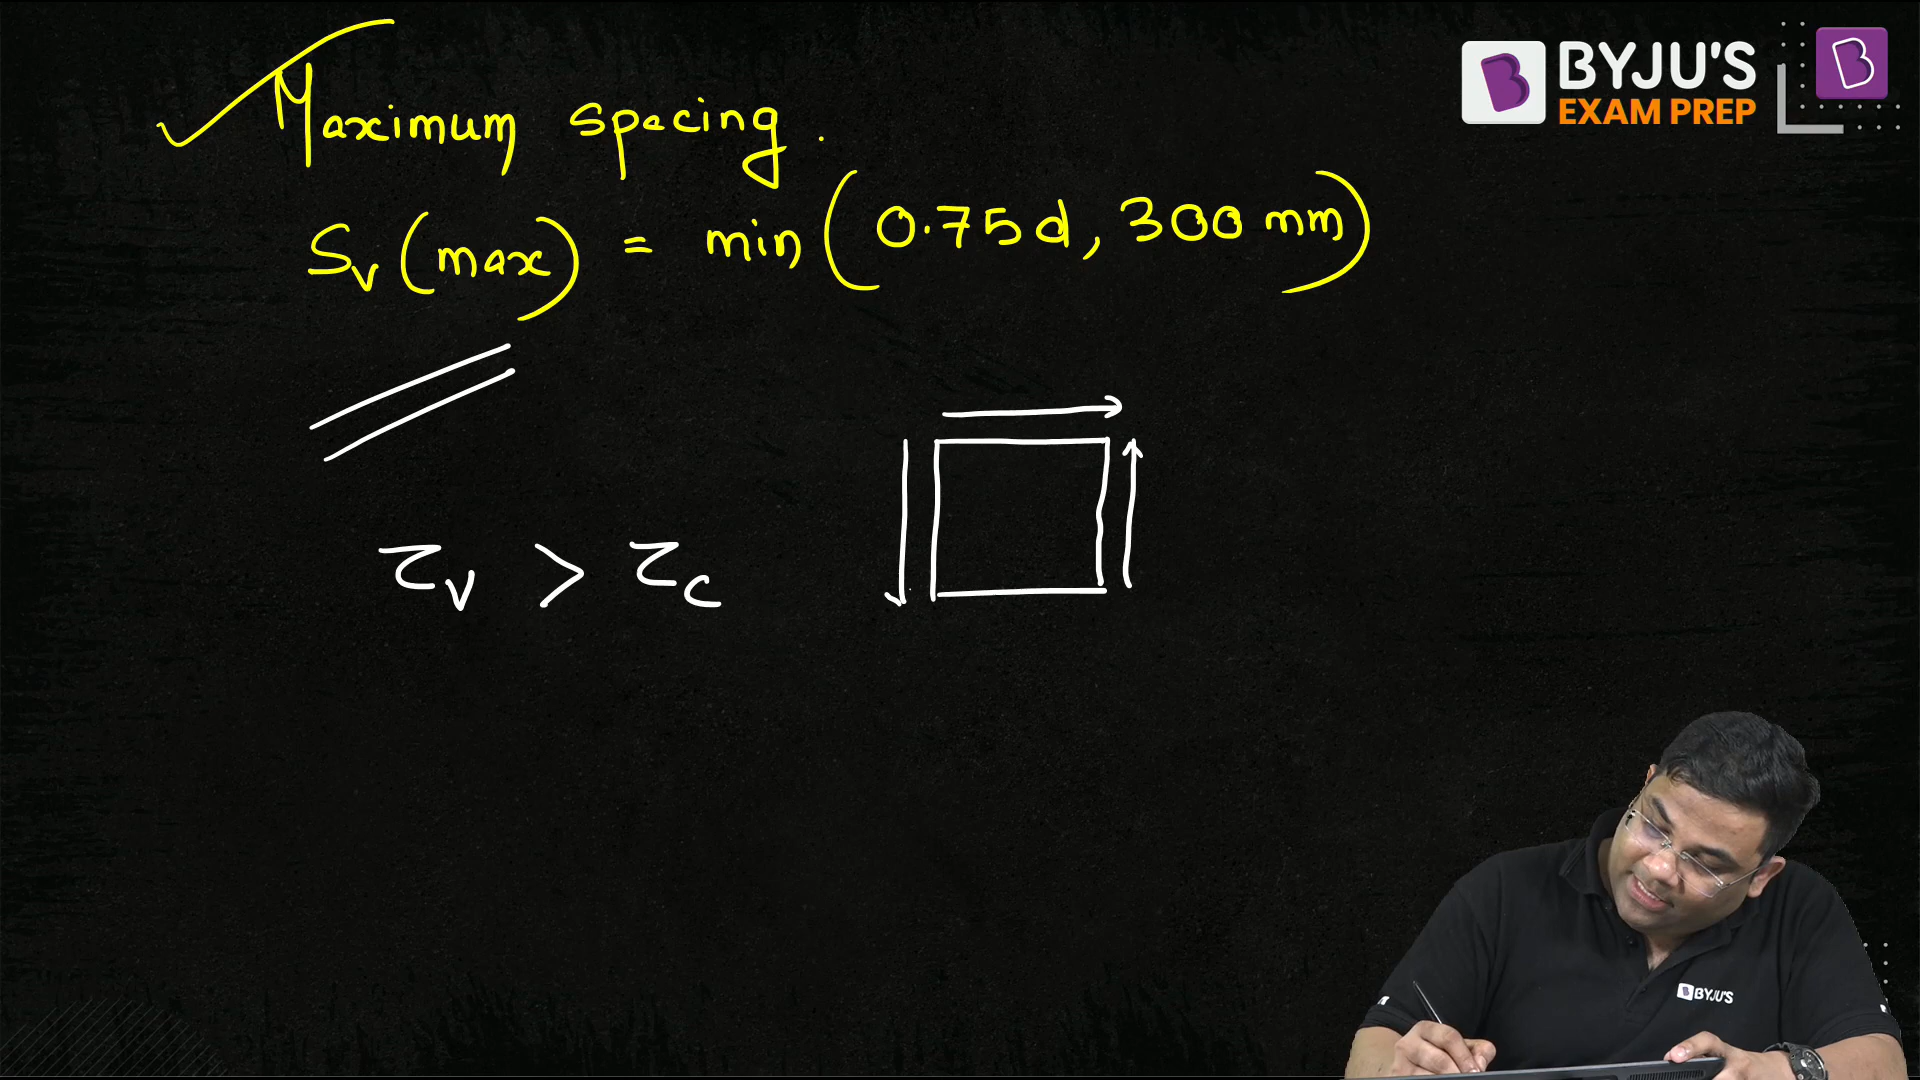 BYJU'S
EXAM PREP
Maximum spacing.
Sv (max) = min (0.75d, 300 mm)
τv > τc
BYJU'S